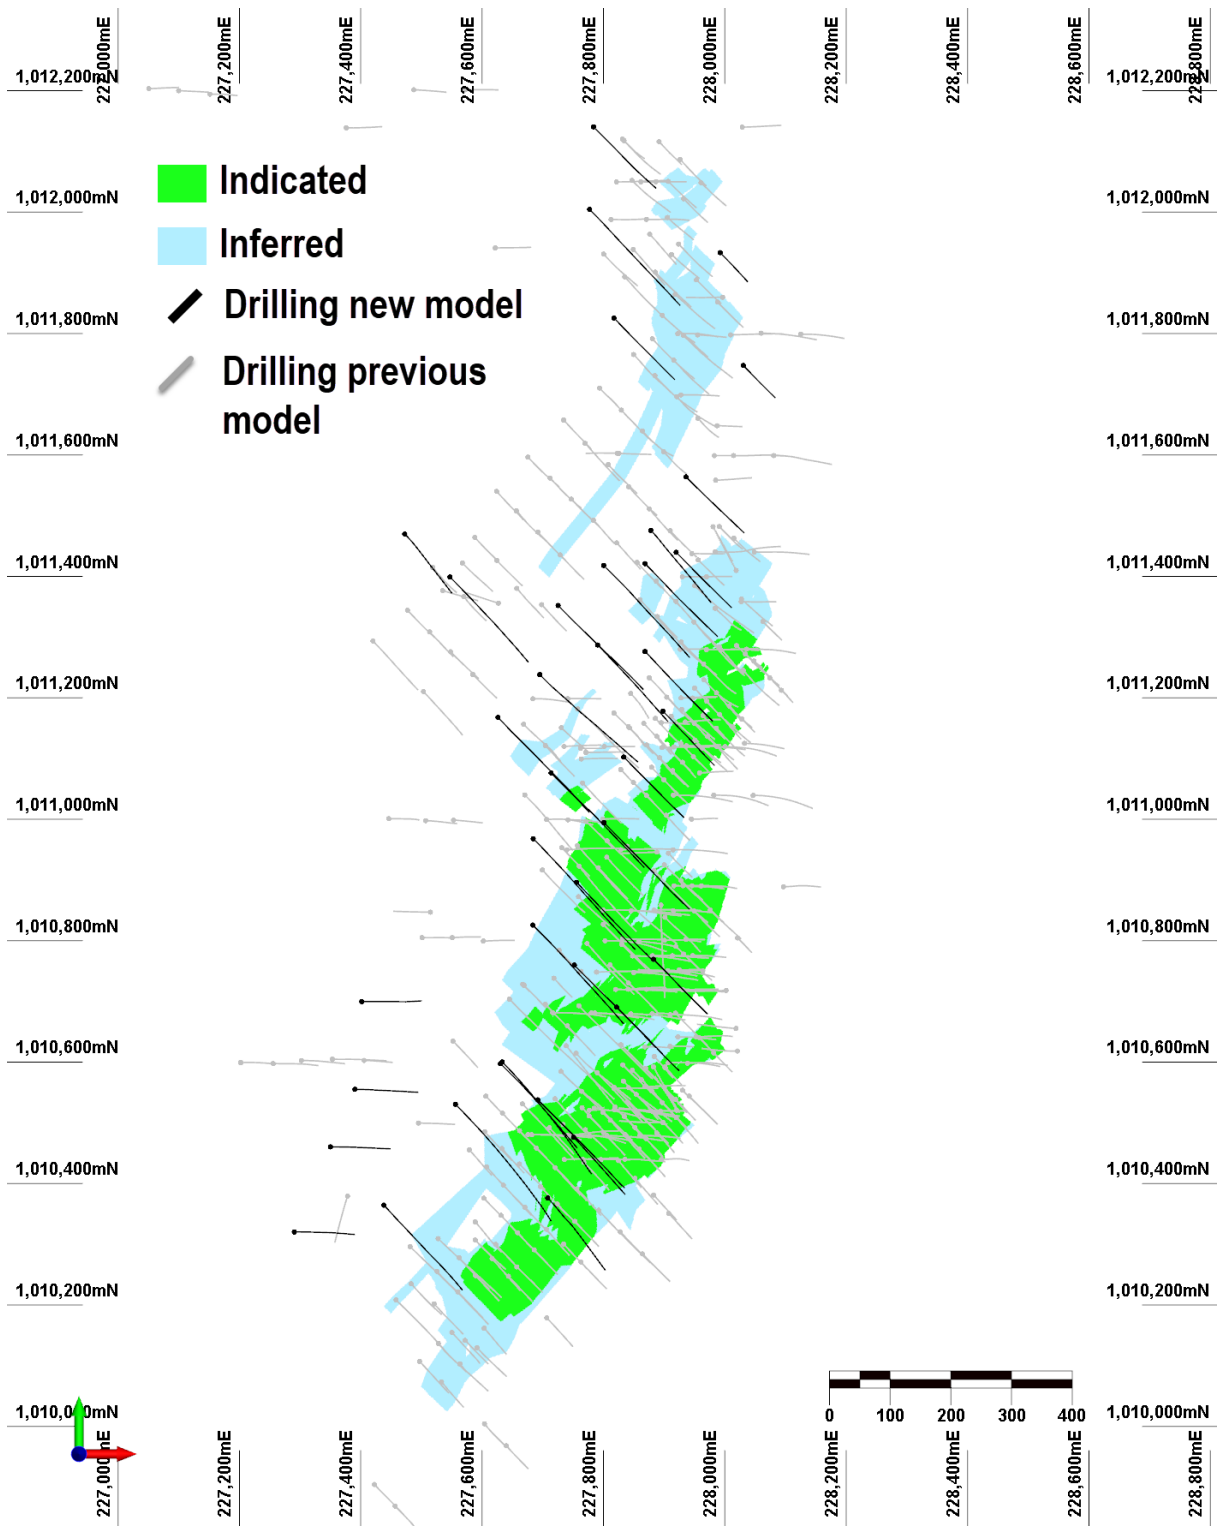 227,000mE
227,200mE
227,400mE
227,600mE
227,800mE
228,000mE
228,200mE
228,400mE
228,600mE
228,800mE
1,012,200mN 1,012,200mN
Indicated
1,012,000mN 1,012,000mN
Inferred
Drilling new model
1,011,800mN 1,011,800mN
Drilling previous
model
1,011,600mN 1,011,600mN
1,011,400mN 1,011,400mN
1,011,200mN 1,011,200mN
1,011,000mN 1,011,000mN
1,010,800mN 1,010,800mN
1,010,600mN 1,010,600mN
1,010,400mN 1,010,400mN
1,010,200mN 1,010,200mN
1,010,000mN 1,010,000mN
0 100 200 300 400
227,000mE
227,200mE
227,400mE
227,600mE
227,800mE
228,000mE
228,200mE
228,400mE
228,600mE
228,800mE